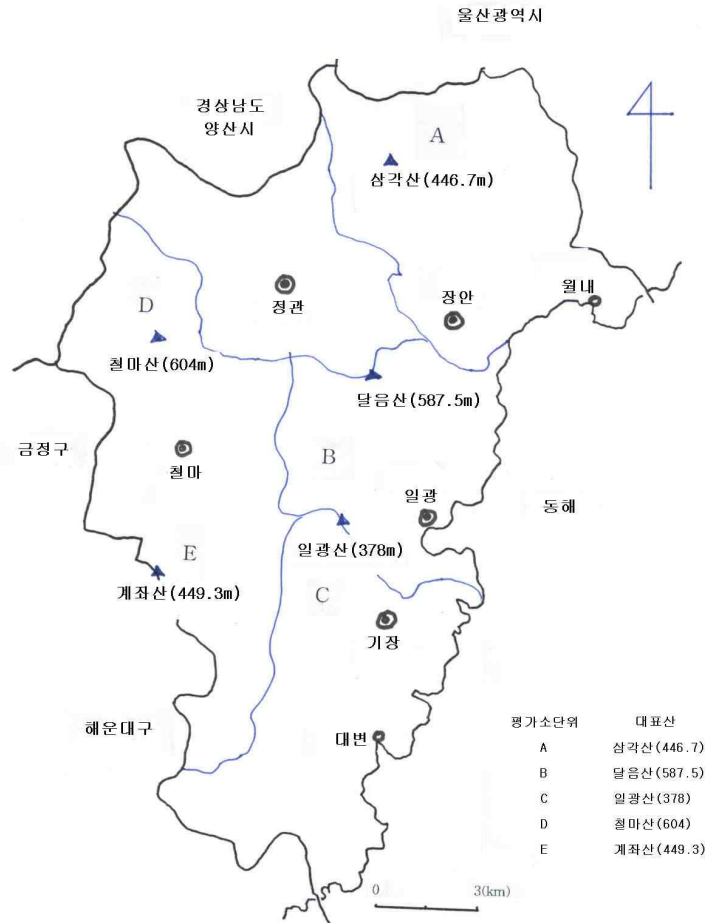 울산광역시
경상남도
양산시
A
삼각산(446.7m)
정관
장안
월내
D
철마산(604m)
달음산(587.5m)
금정구
철마
B
일광
동해
일광산(378m)
E
계좌산(449.3m)
C
기장
해운대구
대변
평가소단위 대표산
A 삼각산(446.7)
B 달음산(587.5)
C 일광산(378)
D 철마산(604)
E 계좌산(449.3)
0 3(km)